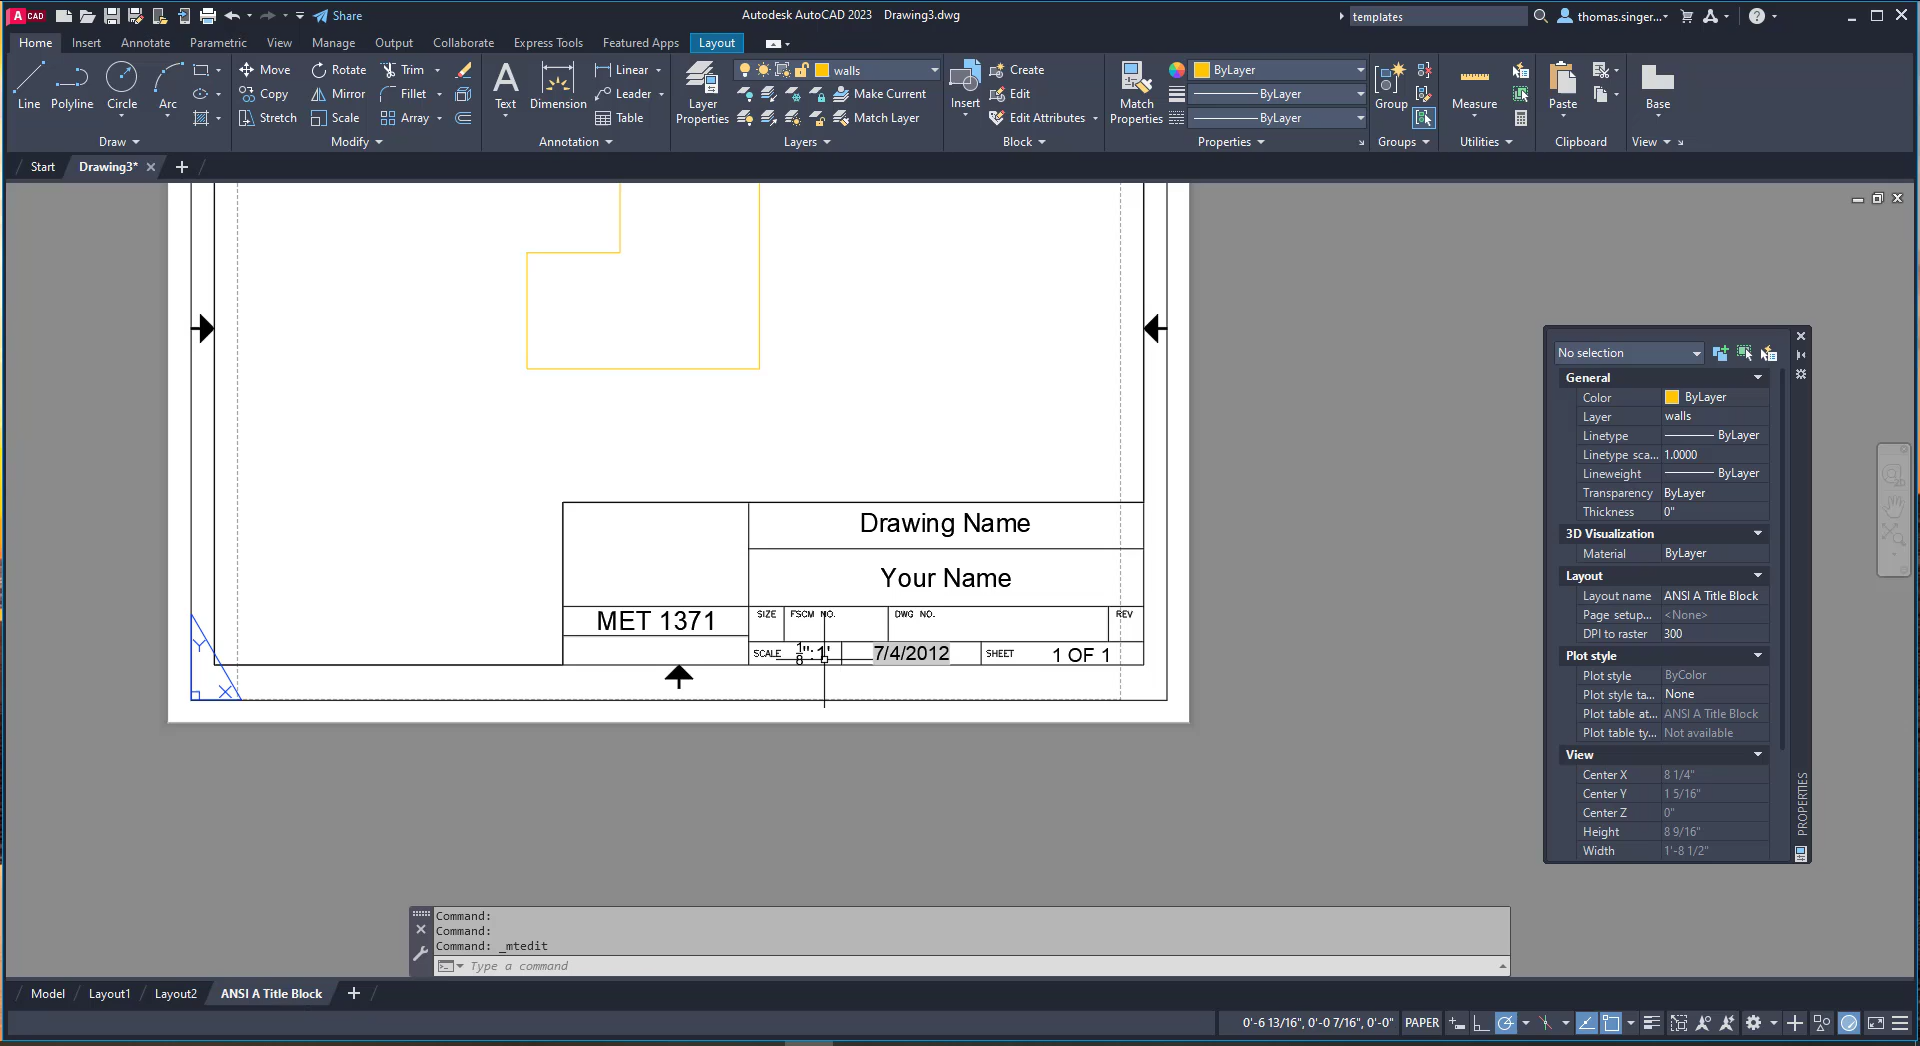 CAD
Share
Autodesk AutoCAD 2023 Drawing3.dwg
templates
thomas.singer...
Home Insert Annotate Parametric View Manage Output Collaborate Express Tools Featured Apps Layout
Line Polyline Circle Arc
Move Rotate Trim
Copy Mirror Fillet
Stretch Scale Array
Text Dimension
Linear
Leader
Table
Layer Properties
walls
Make Current
Match Layer
Insert
Create
Edit
Edit Attributes
Match Properties
ByLayer
ByLayer
ByLayer
Group Measure Paste Base
Draw Modify Annotation Layers Block Properties Groups Utilities Clipboard View
Start Drawing3*
Drawing Name
Your Name
MET 1371
SIZE FSCM NO. DWG NO. REV
SCALE 1/8":1' 7/4/2012 SHEET 1 OF 1
Y
X
No selection
General
Color ByLayer
Layer walls
Linetype ByLayer
Linetype sca... 1.0000
Lineweight ByLayer
Transparency ByLayer
Thickness 0"
3D Visualization
Material ByLayer
Layout
Layout name ANSI A Title Block
Page setup... <None>
DPI to raster 300
Plot style
Plot style ByColor
Plot style ta... None
Plot table at... ANSI A Title Block
Plot table ty... Not available
View
Center X 8 1/4"
Center Y 1 5/16"
Center Z 0"
Height 8 9/16"
Width 1'-8 1/2"
PROPERTIES
Command:
Command:
Command: _mtedit
Type a command
Model Layout1 Layout2 ANSI A Title Block
0'-6 13/16", 0'-0 7/16", 0'-0" PAPER